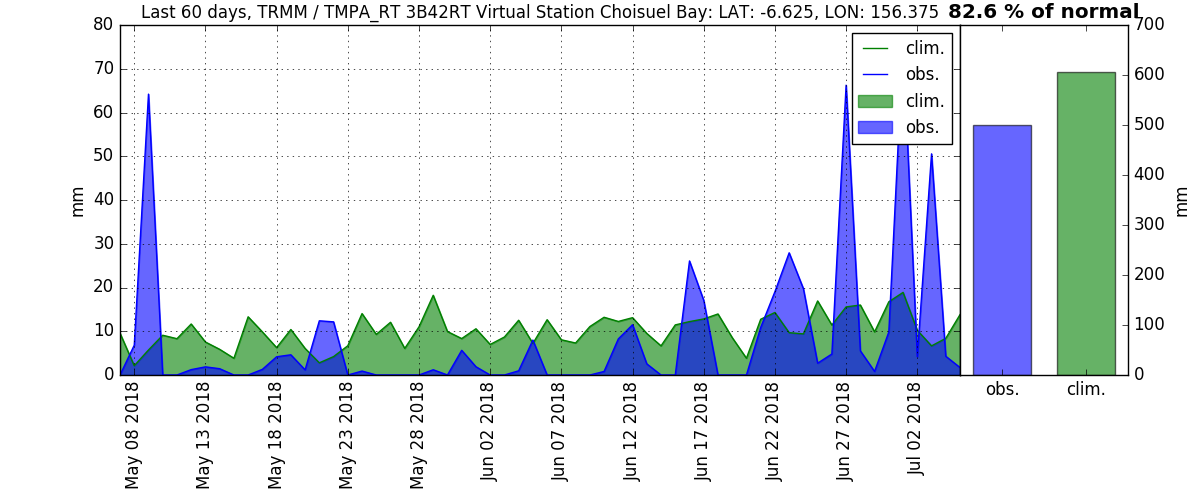 Last 60 days, TRMM / TMPA_RT 3B42RT Virtual Station Choisuel Bay: LAT: -6.625, LON: 156.375
82.6 % of normal
80
70
60
50
40
30
20
10
0
mm
clim.
obs.
clim.
obs.
May 08 2018
May 13 2018
May 18 2018
May 23 2018
May 28 2018
Jun 02 2018
Jun 07 2018
Jun 12 2018
Jun 17 2018
Jun 22 2018
Jun 27 2018
Jul 02 2018
700
600
500
400
300
200
100
0
mm
obs.
clim.